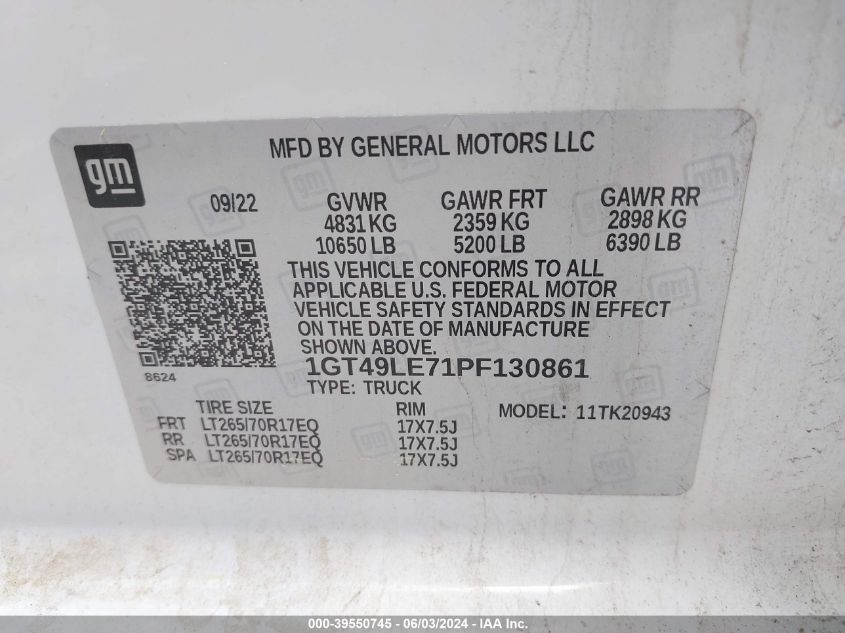 gm
MFD BY GENERAL MOTORS LLC
09/22
GVWR GAWR FRT GAWR RR
4831 KG 2359 KG 2898 KG
10650 LB 5200 LB 6390 LB
THIS VEHICLE CONFORMS TO ALL
APPLICABLE U.S. FEDERAL MOTOR
VEHICLE SAFETY STANDARDS IN EFFECT
ON THE DATE OF MANUFACTURE
SHOWN ABOVE.
8624
1GT49LE71PF130861
TYPE: TRUCK
TIRE SIZE RIM MODEL: 11TK20943
FRT LT265/70R17EQ 17X7.5J
RR LT265/70R17EQ 17X7.5J
SPA LT265/70R17EQ 17X7.5J
000-39550745 - 06/03/2024 - IAA Inc.